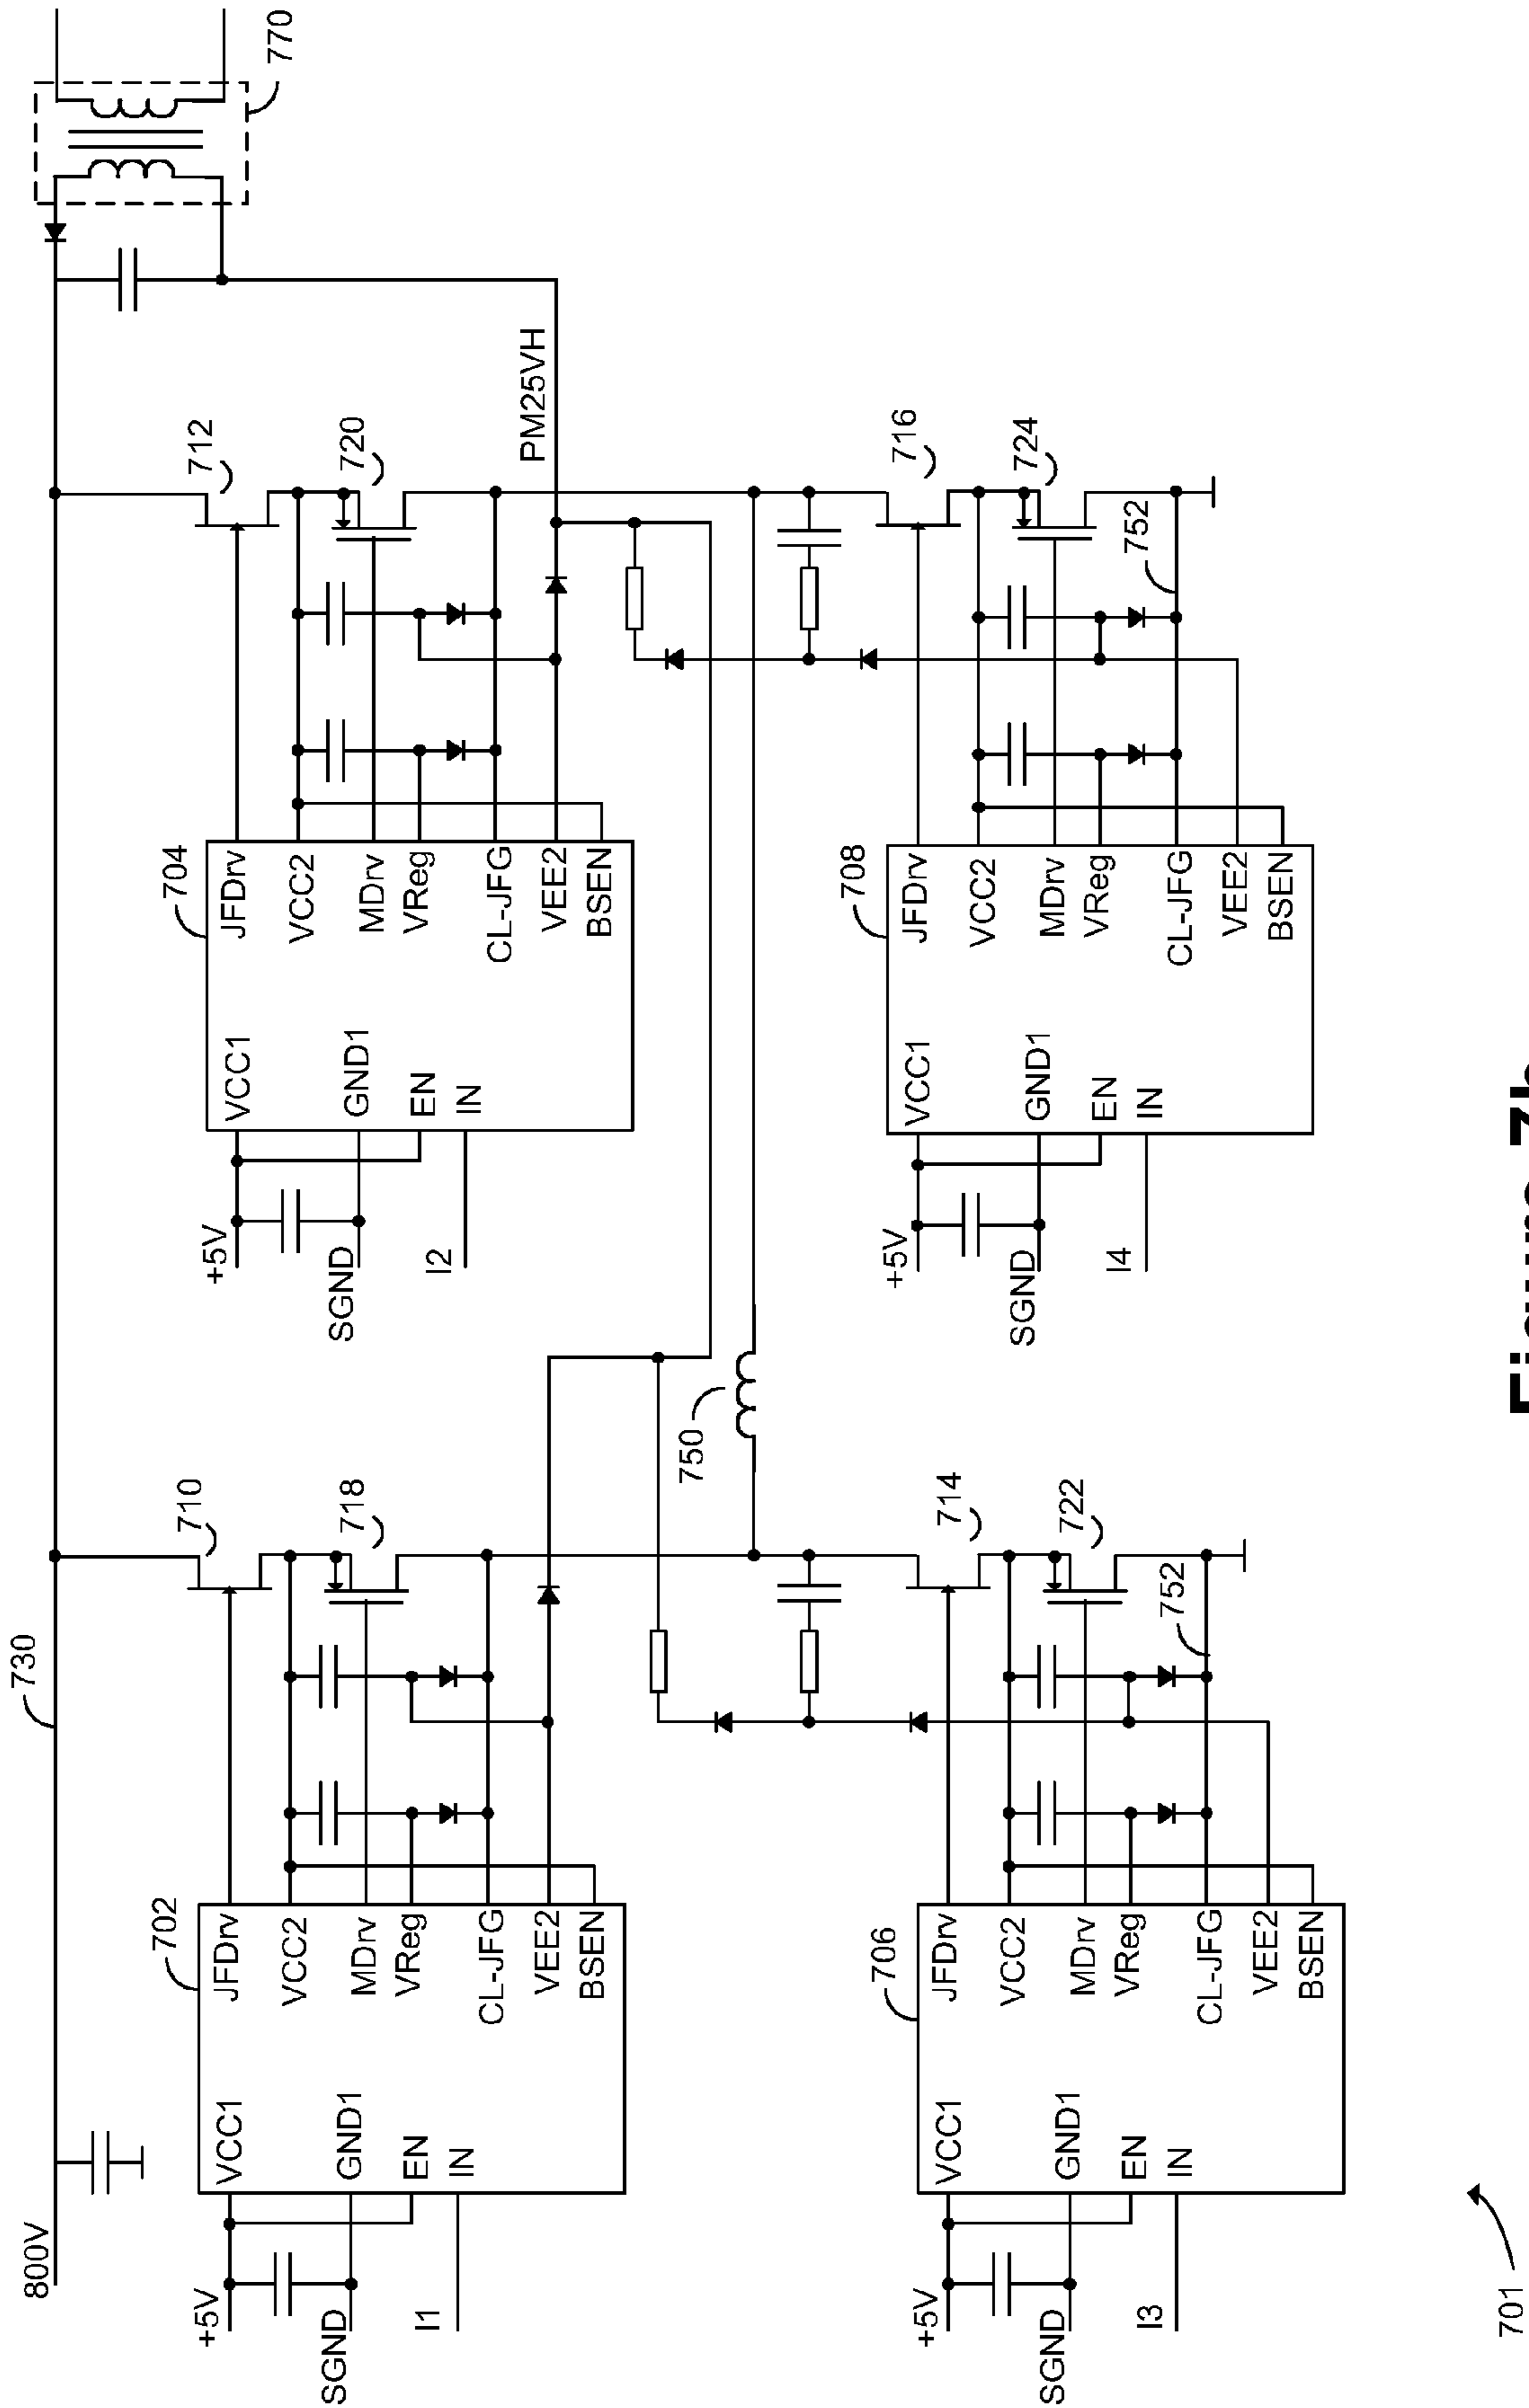 800V
730
770
+5V
SGND
I1
702
VCC1
GND1
EN
IN
JFDrv
VCC2
MDrv
VReg
CL-JFG
VEE2
BSEN
710
718
+5V
SGND
I2
704
VCC1
GND1
EN
IN
JFDrv
VCC2
MDrv
VReg
CL-JFG
VEE2
BSEN
712
720
PM25VH
750
+5V
SGND
I3
706
VCC1
GND1
EN
IN
JFDrv
VCC2
MDrv
VReg
CL-JFG
VEE2
BSEN
714
722
752
+5V
SGND
I4
708
VCC1
GND1
EN
IN
JFDrv
VCC2
MDrv
VReg
CL-JFG
VEE2
BSEN
716
724
752
701